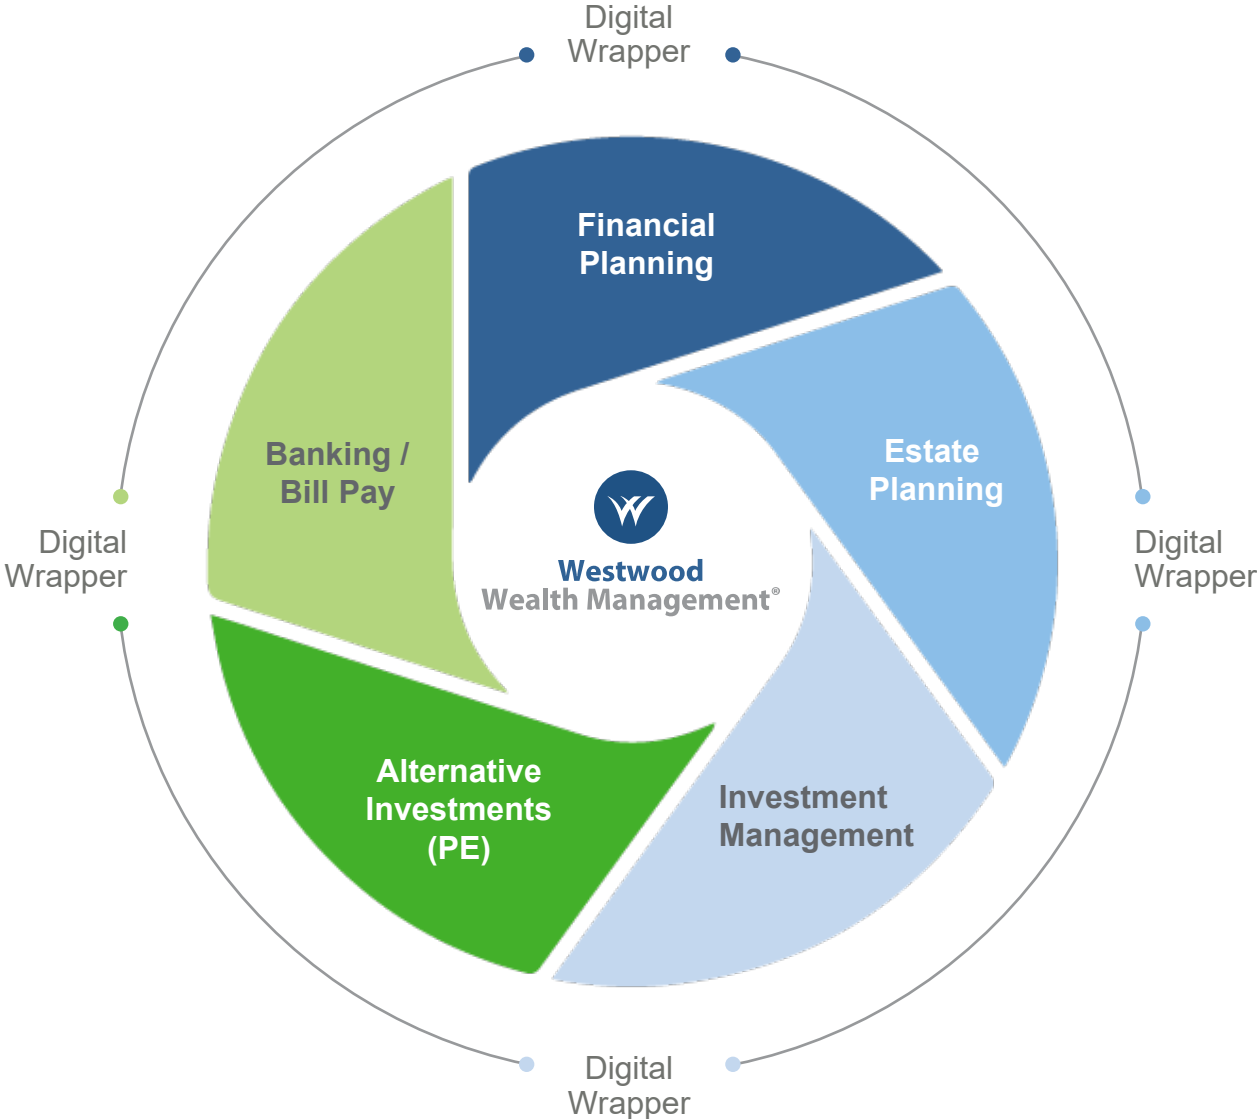 Digital
Wrapper
Financial
Planning
Estate
Planning
Banking /
Bill Pay
Westwood
Wealth Management®
Digital
Wrapper
Digital
Wrapper
Alternative
Investments
(PE)
Investment
Management
Digital
Wrapper